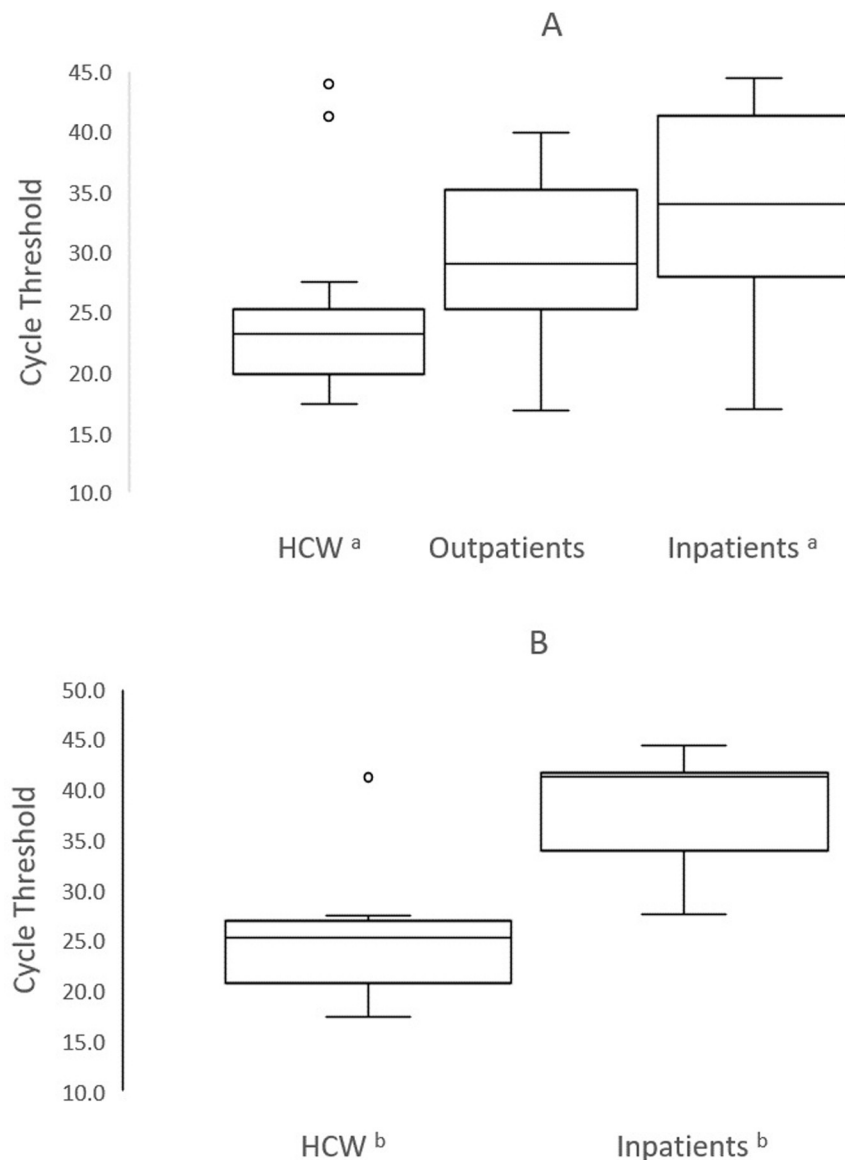 A
Cycle Threshold
45.0
40.0
35.0
30.0
25.0
20.0
15.0
10.0
HCW a Outpatients Inpatients a
B
Cycle Threshold
50.0
45.0
40.0
35.0
30.0
25.0
20.0
15.0
10.0
HCW b Inpatients b